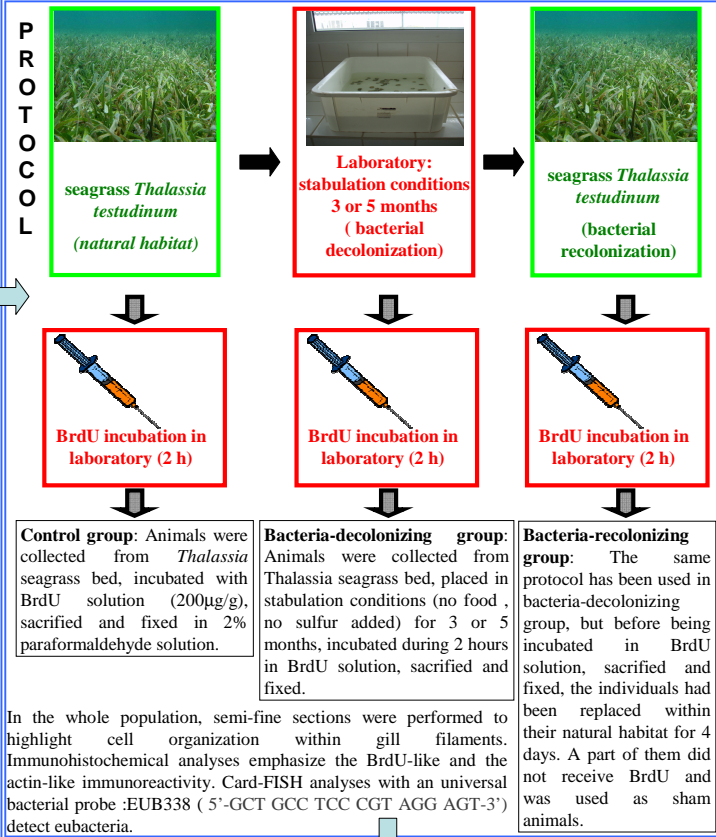 PROTOCOL
seagrass Thalassia
testudinum
(natural habitat)
Laboratory:
stabulation conditions
3 or 5 months
( bacterial
decolonization)
seagrass Thalassia
testudinum
(bacterial
recolonization)
BrdU incubation in
laboratory (2 h)
BrdU incubation in
laboratory (2 h)
BrdU incubation in
laboratory (2 h)
Control group: Animals were
collected from Thalassia
seagrass bed, incubated with
BrdU solution (200µg/g),
sacrified and fixed in 2%
paraformaldehyde solution.
Bacteria-decolonizing group:
Animals were collected from
Thalassia seagrass bed, placed in
stabulation conditions (no food ,
no sulfur added) for 3 or 5
months, incubated during 2 hours
in BrdU solution, sacrified and
fixed.
Bacteria-recolonizing
group: The same
protocol has been used in
bacteria-decolonizing
group, but before being
incubated in BrdU
solution, sacrified and
fixed, the individuals had
been replaced within
their natural habitat for 4
days. A part of them did
not receive BrdU and
was used as sham
animals.
In the whole population, semi-fine sections were performed to
highlight cell organization within gill filaments.
Immunohistochemical analyses emphasize the BrdU-like and the
actin-like immunoreactivity. Card-FISH analyses with an universal
bacterial probe :EUB338 ( 5’-GCT GCC TCC CGT AGG AGT-3’)
detect eubacteria.